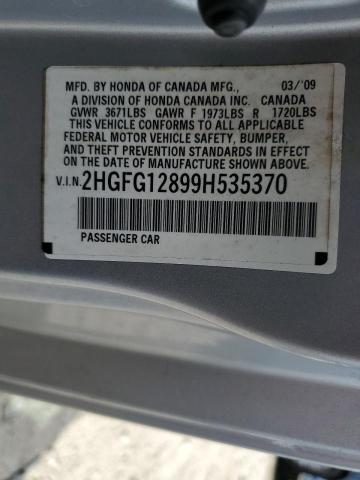 MFD. BY HONDA OF CANADA MFG., 03/'09
A DIVISION OF HONDA CANADA INC. CANADA
GVWR 3671LBS GAWR F 1973LBS R 1720LBS
THIS VEHICLE CONFORMS TO ALL APPLICABLE
FEDERAL MOTOR VEHICLE SAFETY, BUMPER,
AND THEFT PREVENTION STANDARDS IN EFFECT
ON THE DATE OF MANUFACTURE SHOWN ABOVE.
V.I.N. 2HGFG12899H535370
PASSENGER CAR